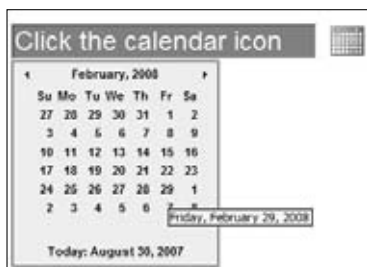 Click the calendar icon
February, 2008
Su Mo Tu We Th Fr Sa
27 28 29 30 31 1 2
3 4 5 6 7 8 9
10 11 12 13 14 15 16
17 18 19 20 21 22 23
24 25 26 27 28 29 1
2 3 4 5 6 7 8
Friday, February 29, 2008
Today: August 30, 2007